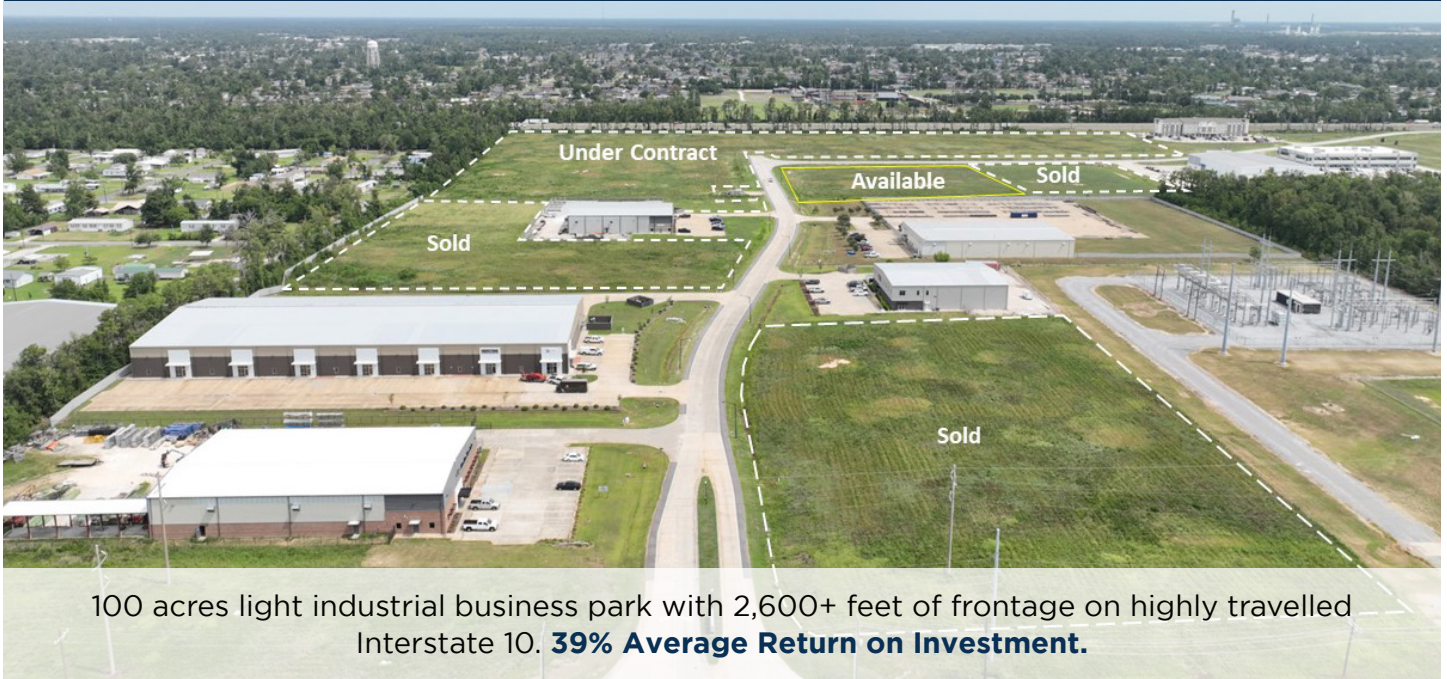 Under Contract
Available
Sold
Sold
Sold
100 acres light industrial business park with 2,600+ feet of frontage on highly travelled
Interstate 10. 39% Average Return on Investment.